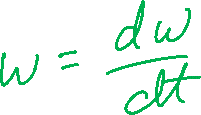 w = dw/dt